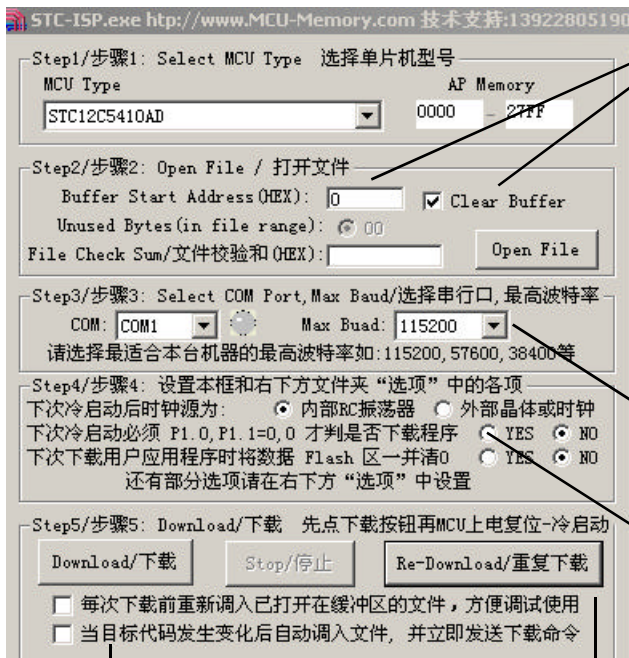 STC-ISP.exe htp://www.MCU-Memory.com 技术支持:13922805190
Step1/步骤1: Select MCU Type 选择单片机型号
MCU Type AP Memory
STC12C5410AD 0000 - 27FF
Step2/步骤2: Open File / 打开文件
Buffer Start Address(HEX): 0 Clear Buffer
Unused Bytes(in file range): 00
File Check Sum/文件校验和(HEX): Open File
Step3/步骤3: Select COM Port,Max Baud/选择串行口,最高波特率
COM: COM1 Max Buad: 115200
请选择最适合本台机器的最高波特率如:115200,57600,38400等
Step4/步骤4: 设置本框和右下方文件夹“选项”中的各项
下次冷启动后时钟源为: 内部RC振荡器 外部晶体或时钟
下次冷启动必须 P1.0,P1.1=0,0 才判是否下载程序 YES NO
下次下载用户应用程序时将数据 Flash 区一并清0 YES NO
还有部分选项请在右下方“选项”中设置
Step5/步骤5: Download/下载 先点下载按钮再MCU上电复位-冷启动
Download/下载 Stop/停止 Re-Download/重复下载
每次下载前重新调入已打开在缓冲区的文件，方便调试使用
当目标代码发生变化后自动调入文件，并立即发送下载命令